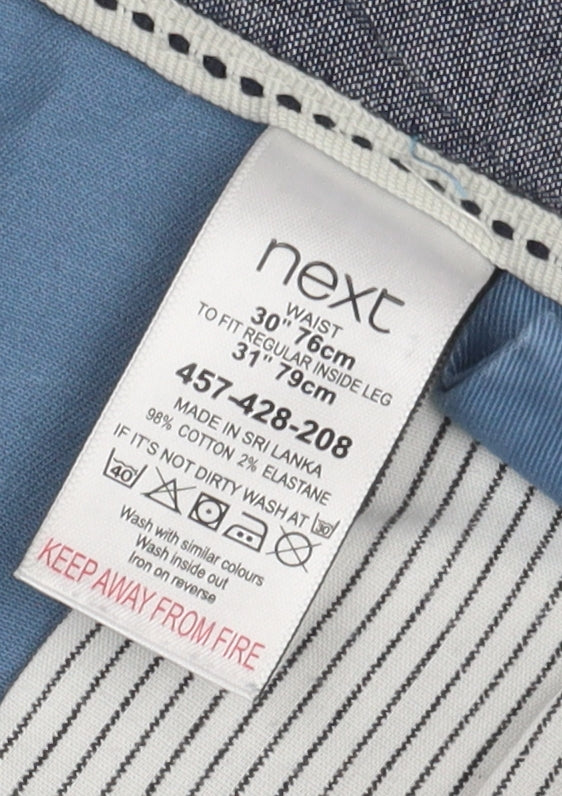 next
WAIST
30" 76cm
TO FIT REGULAR INSIDE LEG
31" 79cm
457-428-208
MADE IN SRI LANKA
98% COTTON 2% ELASTANE
IF IT'S NOT DIRTY WASH AT 30
40
Wash with similar colours
Wash inside out
Iron on reverse
KEEP AWAY FROM FIRE